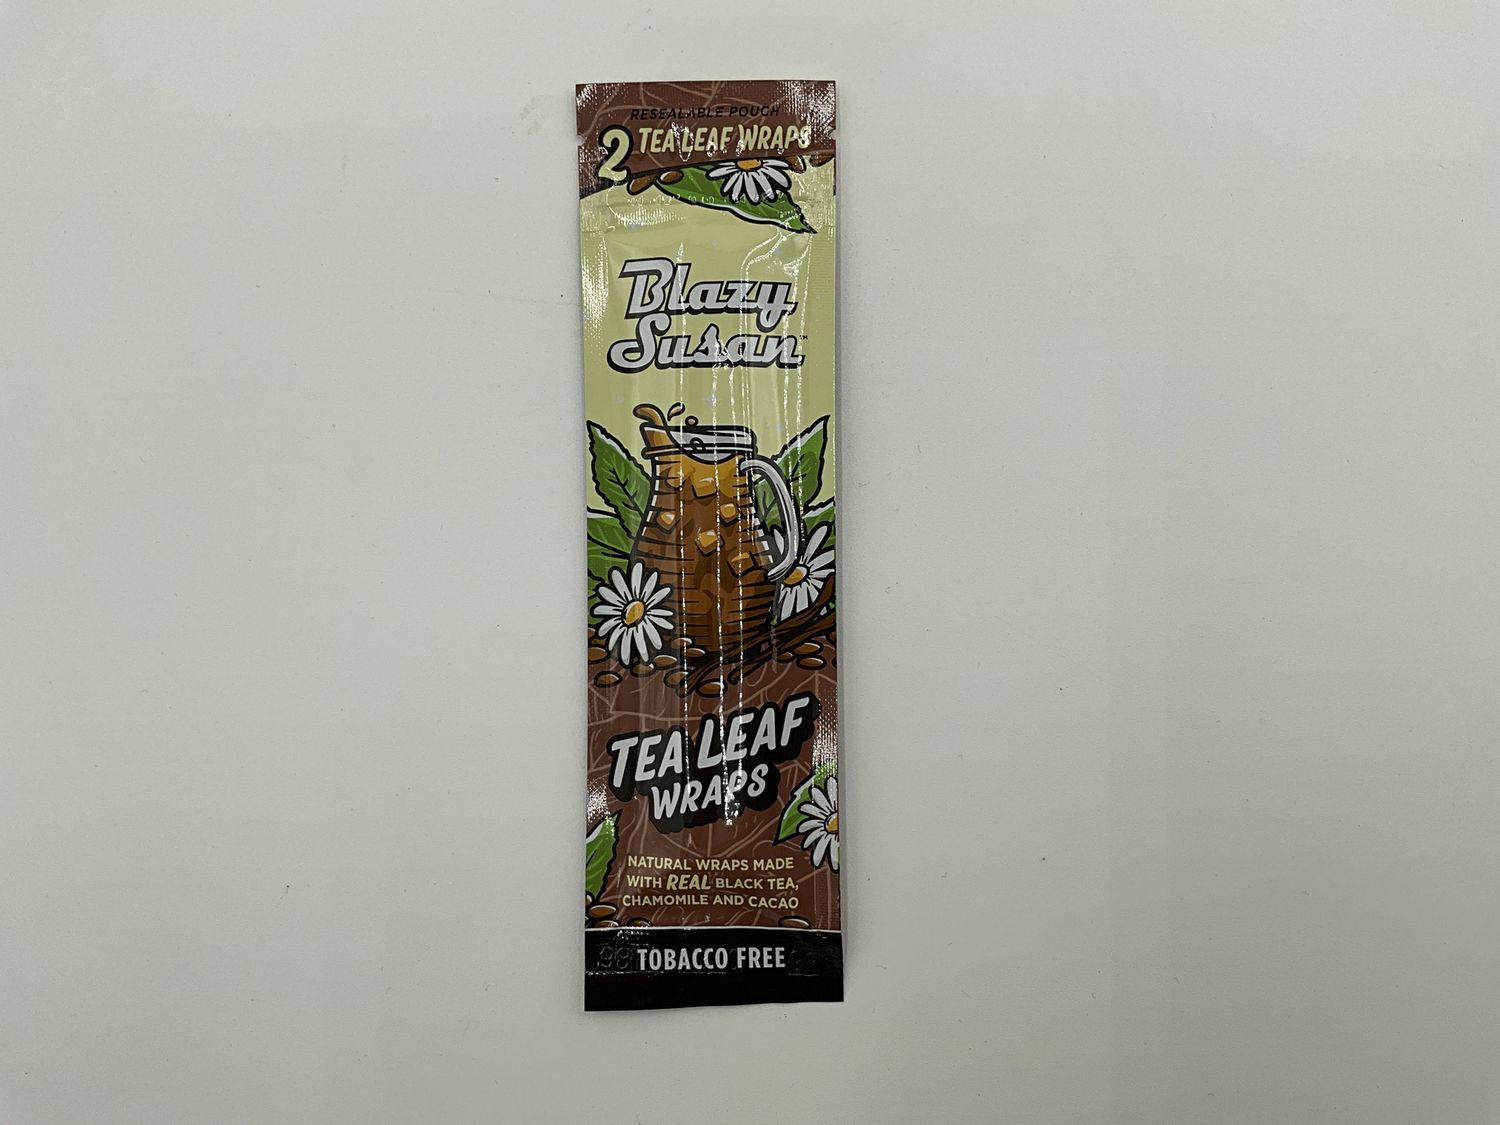 RESEALABLE POUCH
2 TEA LEAF WRAPS
Blazy
Susan™
TEA LEAF
WRAPS
NATURAL WRAPS MADE
WITH REAL BLACK TEA,
CHAMOMILE AND CACAO
TOBACCO FREE